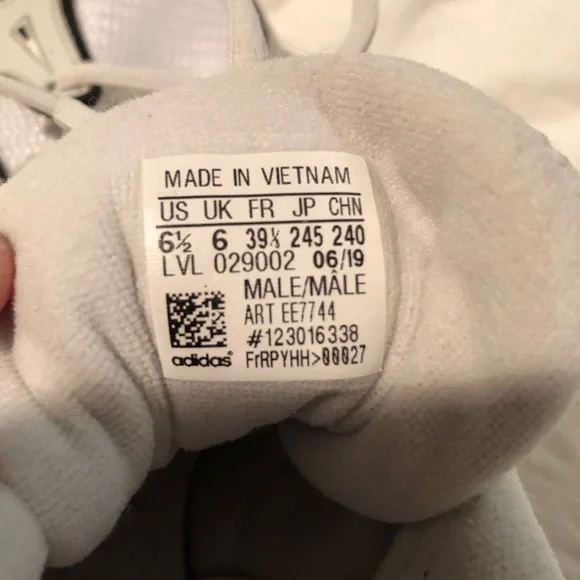 MADE IN VIETNAM
US UK FR JP CHN
6½ 6 39⅓ 245 240
LVL 029002 06/19
MALE/MÂLE
ART EE7744
#123016338
adidas® FrRPYHH>00027